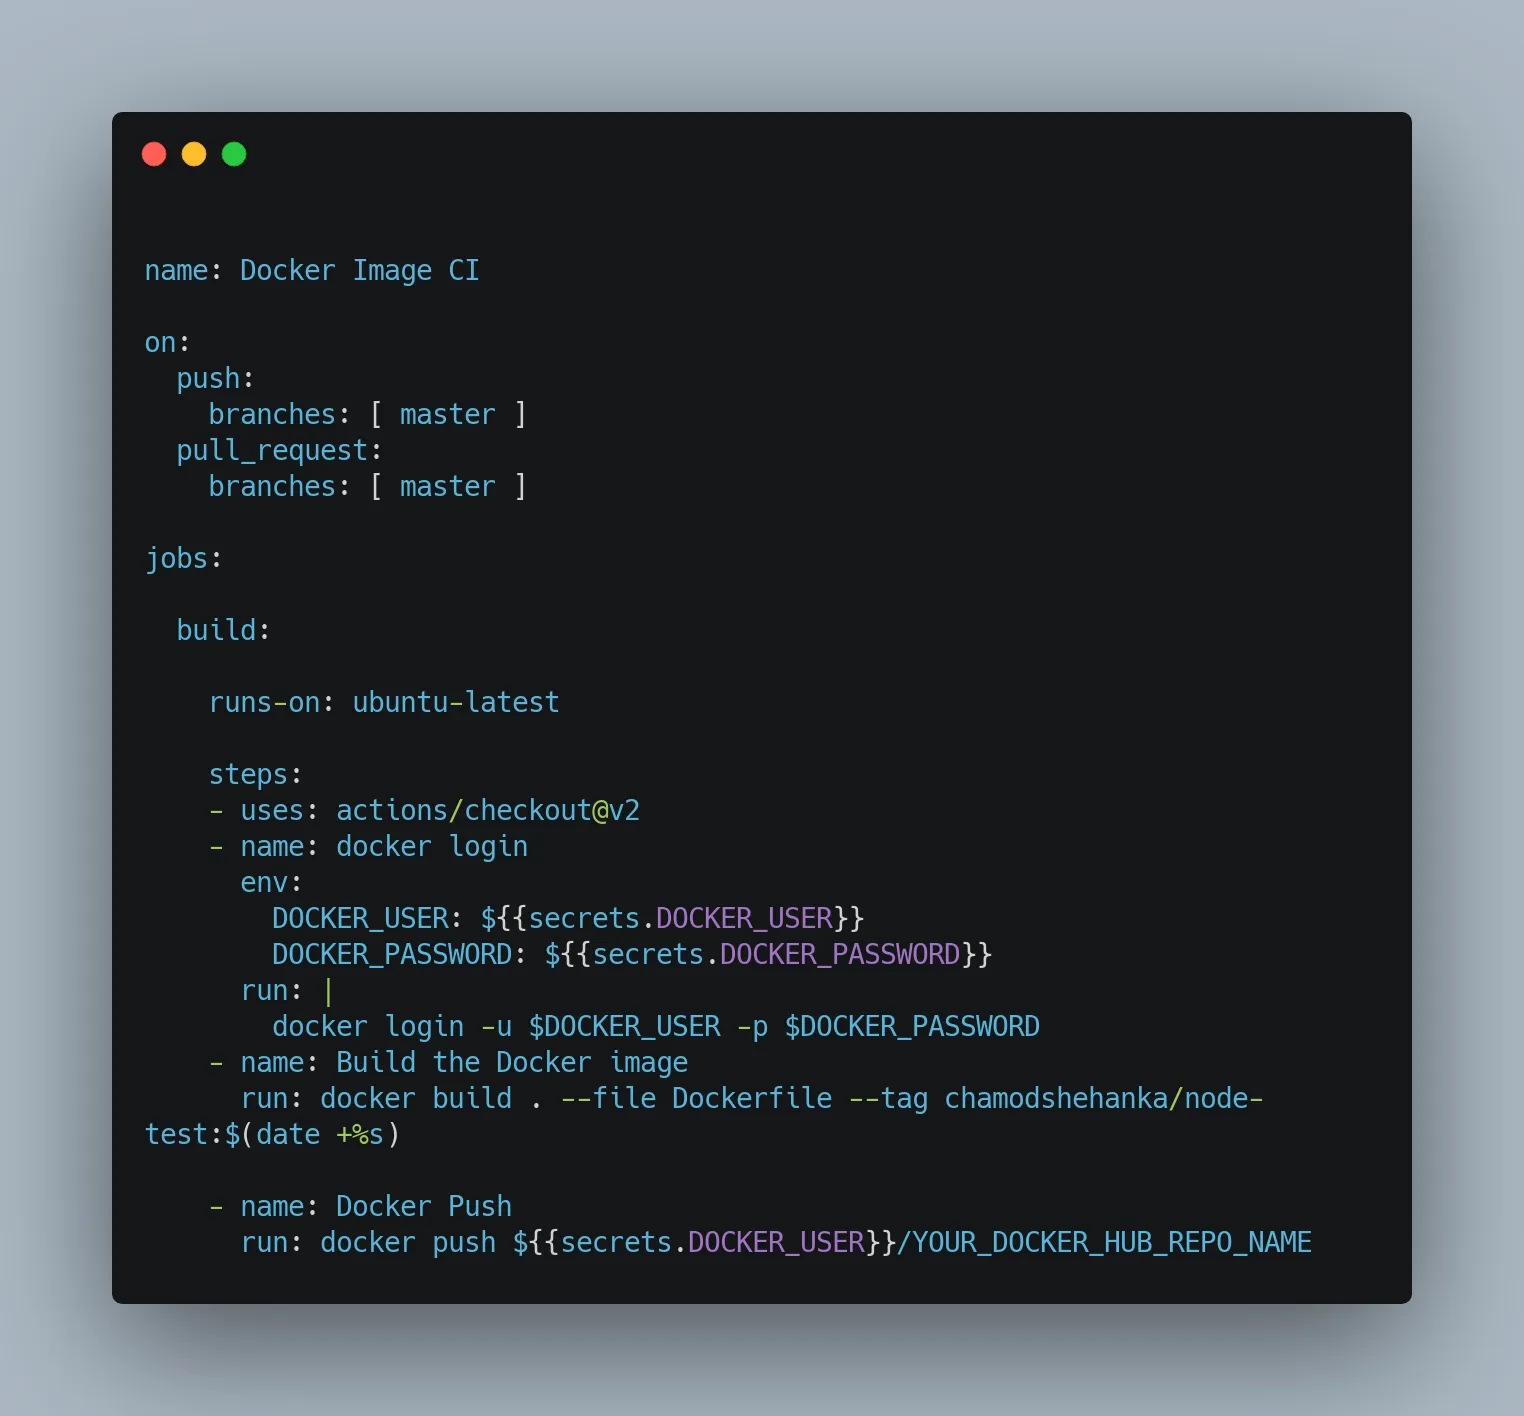 name: Docker Image CI

on:
  push:
    branches: [ master ]
  pull_request:
    branches: [ master ]

jobs:

  build:

    runs-on: ubuntu-latest

    steps:
    - uses: actions/checkout@v2
    - name: docker login
      env:
        DOCKER_USER: ${{secrets.DOCKER_USER}}
        DOCKER_PASSWORD: ${{secrets.DOCKER_PASSWORD}}
      run: |
        docker login -u $DOCKER_USER -p $DOCKER_PASSWORD
    - name: Build the Docker image
      run: docker build . --file Dockerfile --tag chamodshehanka/node-
test:$(date +%s)

    - name: Docker Push
      run: docker push ${{secrets.DOCKER_USER}}/YOUR_DOCKER_HUB_REPO_NAME